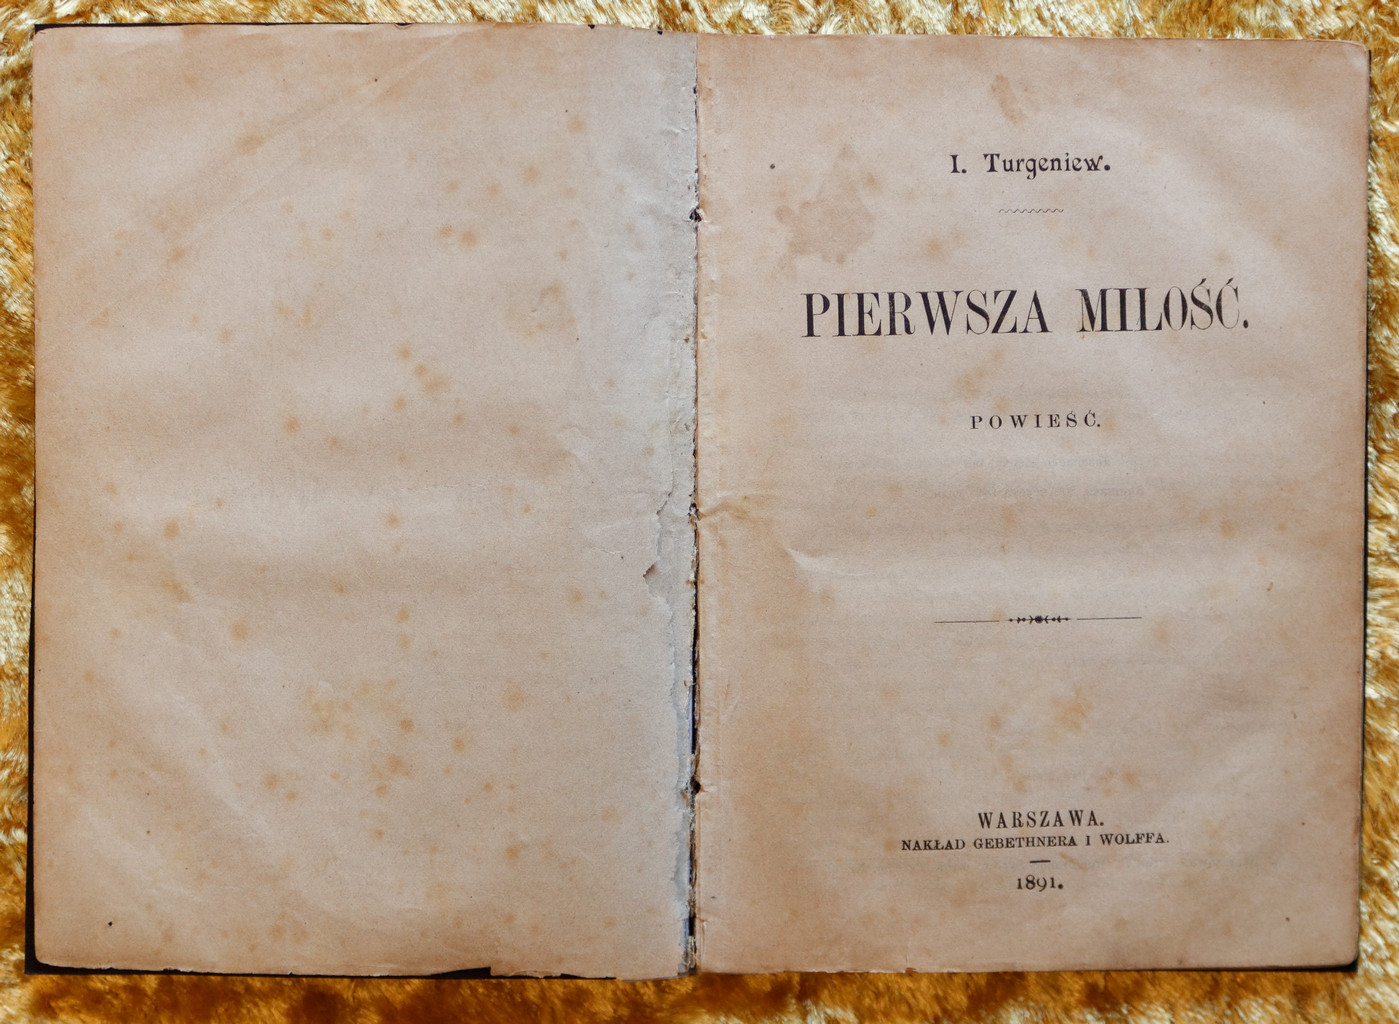 I. Turgeniew.
PIERWSZA MIŁOŚĆ.
POWIEŚĆ.
WARSZAWA.
NAKŁAD GEBETHNERA I WOLFFA.
1891.